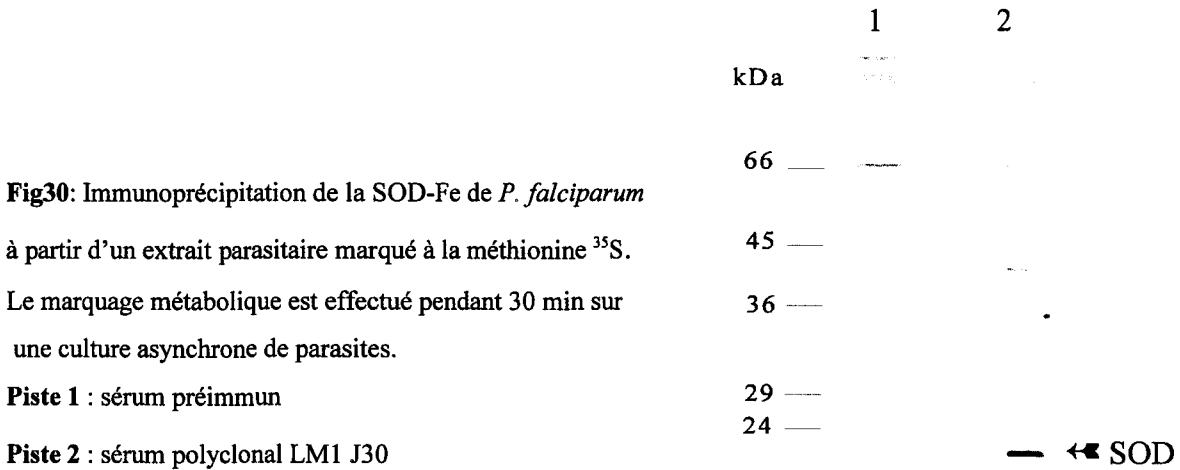 1 2
kDa
66
Fig30: Immunoprécipitation de la SOD-Fe de P. falciparum
à partir d'un extrait parasitaire marqué à la méthionine ³⁵S.
45
Le marquage métabolique est effectué pendant 30 min sur
36
une culture asynchrone de parasites.
Piste 1 : sérum préimmun
29
24
Piste 2 : sérum polyclonal LM1 J30
SOD